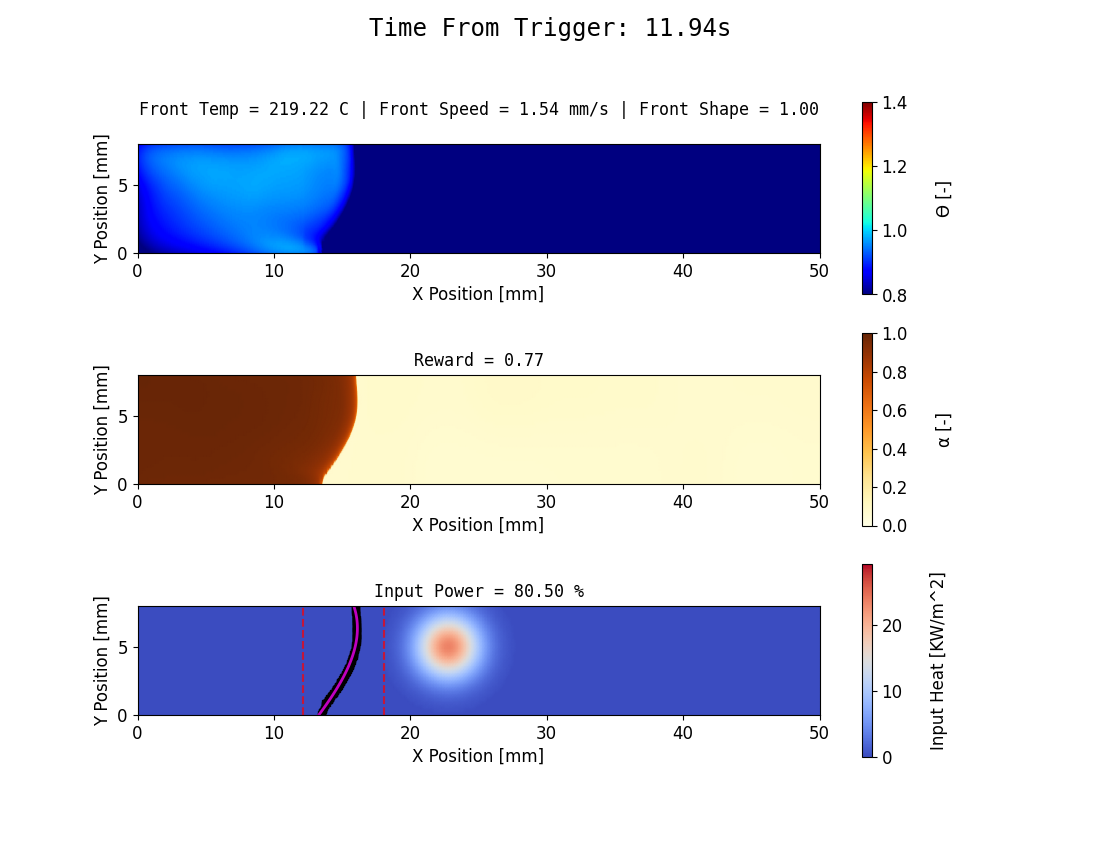 Time From Trigger: 11.94s
Front Temp = 219.22 C | Front Speed = 1.54 mm/s | Front Shape = 1.00
Y Position [mm]
5
0
0 10 20 30 40 50
X Position [mm]
1.4
1.2
1.0
0.8
Θ [-]
Reward = 0.77
Y Position [mm]
5
0
0 10 20 30 40 50
X Position [mm]
1.0
0.8
0.6
0.4
0.2
0.0
α [-]
Input Power = 80.50 %
Y Position [mm]
5
0
0 10 20 30 40 50
X Position [mm]
20
10
0
Input Heat [KW/m^2]